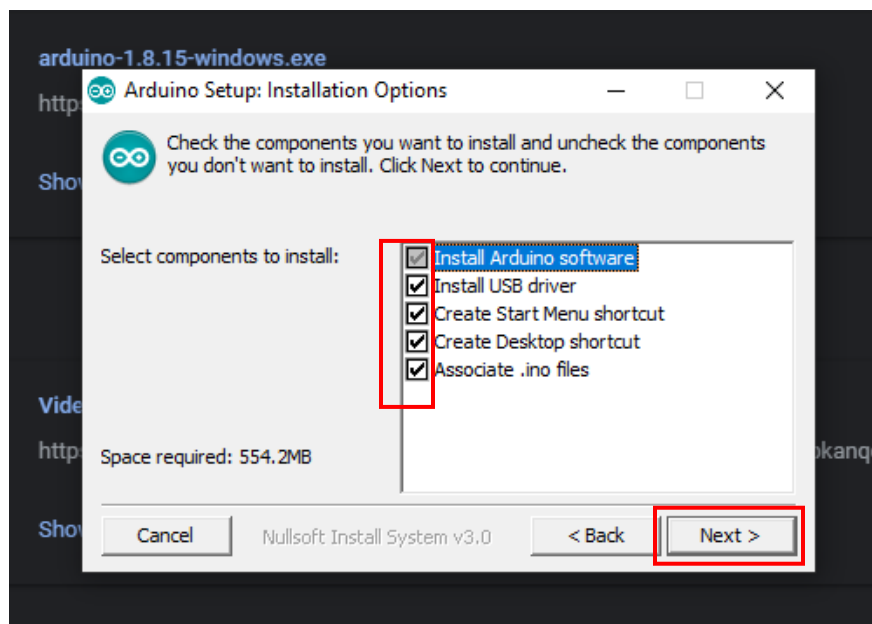 arduino-1.8.15-windows.exe
Arduino Setup: Installation Options
http
Check the components you want to install and uncheck the components
you don't want to install. Click Next to continue.
Select components to install:
Install Arduino software
Install USB driver
Create Start Menu shortcut
Create Desktop shortcut
Associate .ino files
Space required: 554.2MB
http
Cancel
Nullsoft Install System v3.0
< Back
Next >